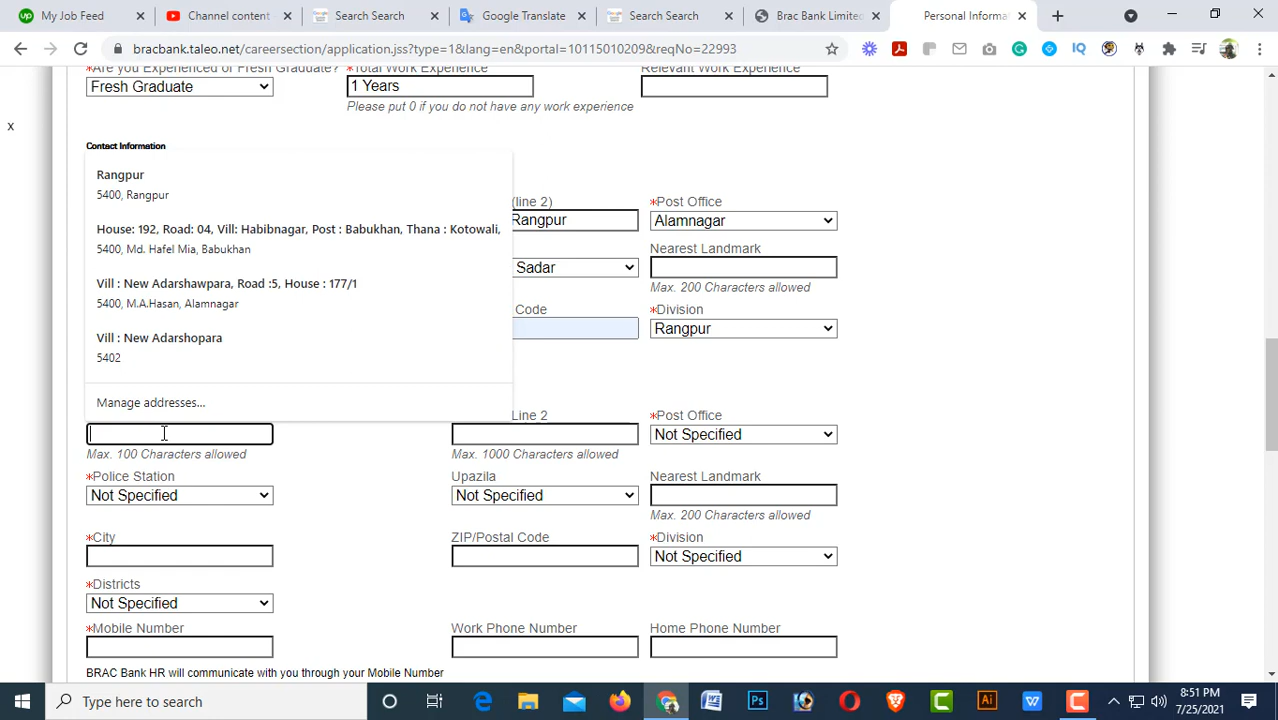 My Job Feed
Channel content -
Search Search
Google Translate
Search Search
Brac Bank Limited
Personal Informa
bracbank.taleo.net/careersection/application.jss?type=1&lang=en&portal=10115010209&reqNo=22993
*Are you Experienced or Fresh Graduate?
*Total Work Experience
Relevant Work Experience
Fresh Graduate
1 Years
Please put 0 if you do not have any work experience
x
Contact Information
Rangpur
5400, Rangpur
House: 192, Road: 04, Vill: Habibnagar, Post : Babukhan, Thana : Kotowali,
5400, Md. Hafel Mia, Babukhan
Vill : New Adarshawpara, Road :5, House : 177/1
5400, M.A.Hasan, Alamnagar
Vill : New Adarshopara
5402
Manage addresses...
(line 2)
*Post Office
Rangpur
Alamnagar
Nearest Landmark
Sadar
Max. 200 Characters allowed
Code
*Division
Rangpur
Line 2
*Post Office
Not Specified
Max. 100 Characters allowed
Max. 1000 Characters allowed
*Police Station
Upazila
Nearest Landmark
Not Specified
Not Specified
Max. 200 Characters allowed
*City
ZIP/Postal Code
*Division
Not Specified
*Districts
Not Specified
*Mobile Number
Work Phone Number
Home Phone Number
BRAC Bank HR will communicate with you through your Mobile Number
Type here to search
8:51 PM
7/25/2021